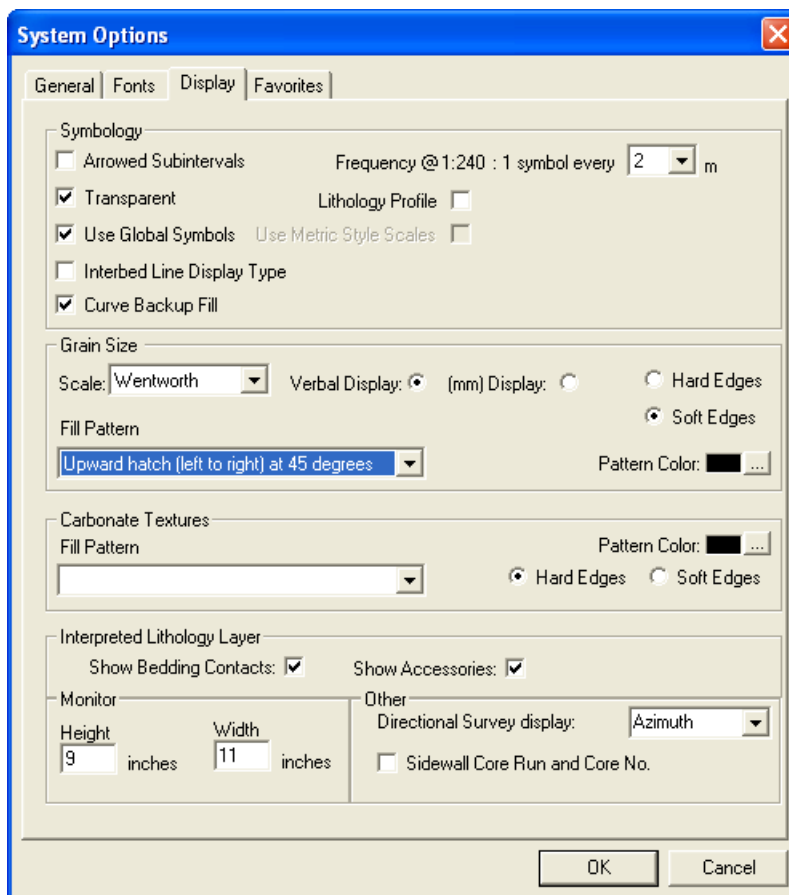 System Options
General Fonts Display Favorites
Symbology
Arrowed Subintervals Frequency @ 1:240 : 1 symbol every 2 m
Transparent Lithology Profile
Use Global Symbols Use Metric Style Scales
Interbed Line Display Type
Curve Backup Fill
Grain Size
Scale: Wentworth Verbal Display: (mm) Display: Hard Edges
Soft Edges
Fill Pattern
Upward hatch (left to right) at 45 degrees Pattern Color: ...
Carbonate Textures
Fill Pattern Pattern Color: ...
Hard Edges Soft Edges
Interpreted Lithology Layer
Show Bedding Contacts: Show Accessories:
Monitor
Height Width
9 inches 11 inches
Other
Directional Survey display: Azimuth
Sidewall Core Run and Core No.
OK Cancel